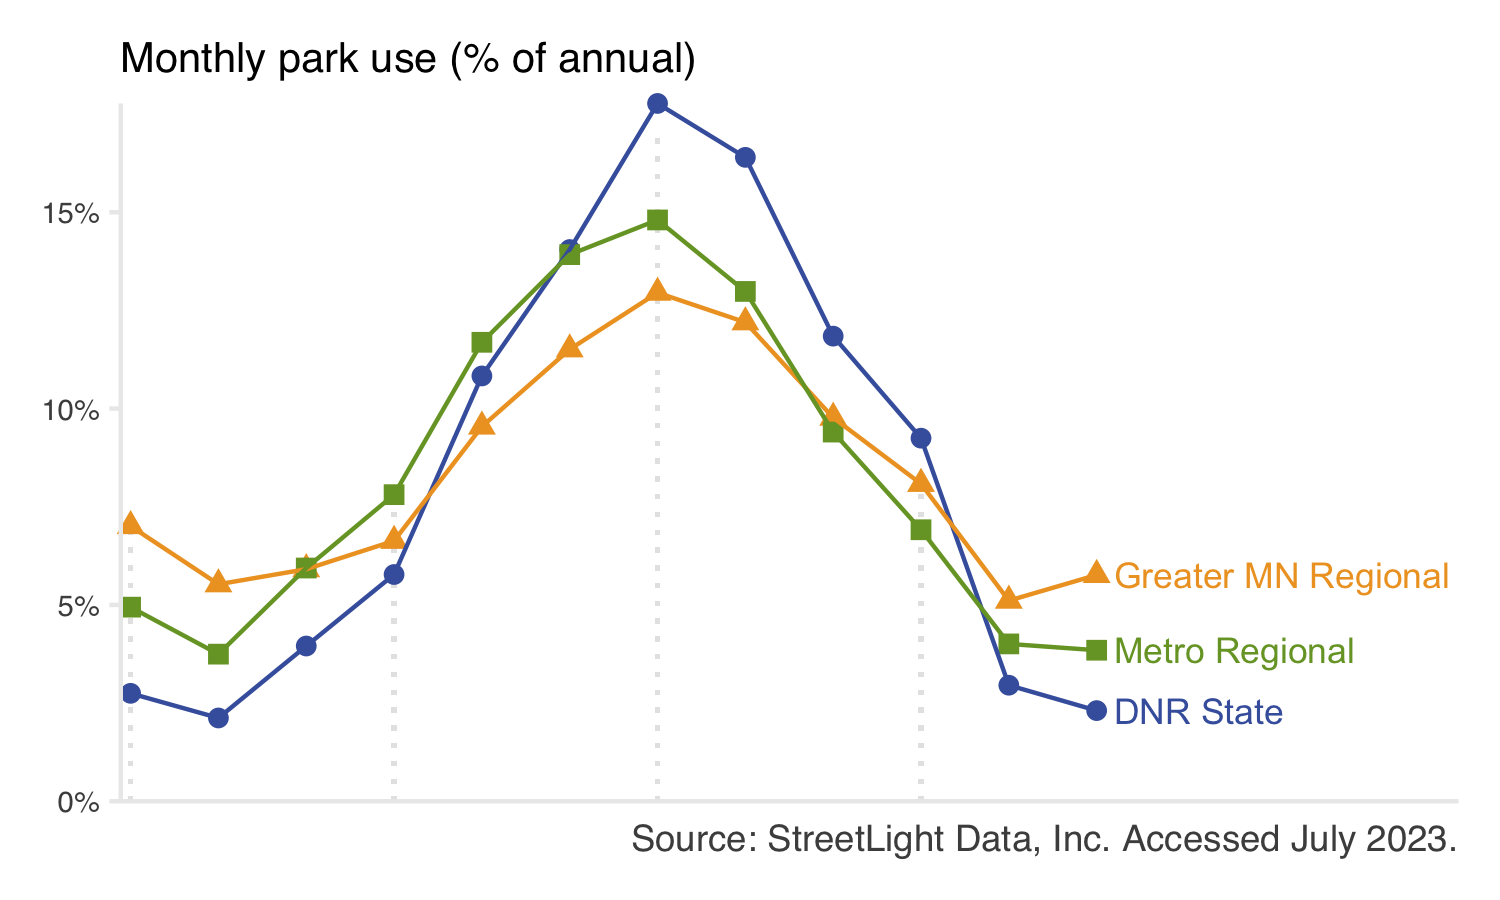 Monthly park use (% of annual)
15%
10%
5%
0%
Greater MN Regional
Metro Regional
DNR State
Source: StreetLight Data, Inc. Accessed July 2023.